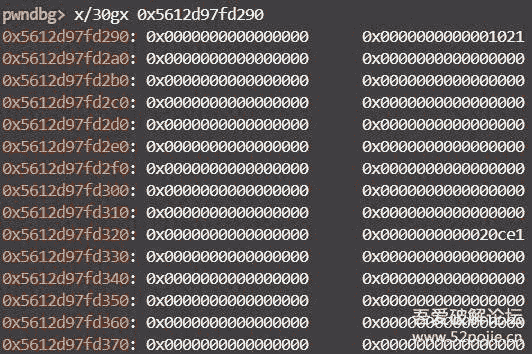 pwndbg> x/30gx 0x5612d97fd290
0x5612d97fd290: 0x0000000000000000 0x0000000000001021
0x5612d97fd2a0: 0x0000000000000000 0x0000000000000000
0x5612d97fd2b0: 0x0000000000000000 0x0000000000000000
0x5612d97fd2c0: 0x0000000000000000 0x0000000000000000
0x5612d97fd2d0: 0x0000000000000000 0x0000000000000000
0x5612d97fd2e0: 0x0000000000000000 0x0000000000000000
0x5612d97fd2f0: 0x0000000000000000 0x0000000000000000
0x5612d97fd300: 0x0000000000000000 0x0000000000000000
0x5612d97fd310: 0x0000000000000000 0x0000000000000000
0x5612d97fd320: 0x0000000000000000 0x0000000000020ce1
0x5612d97fd330: 0x0000000000000000 0x0000000000000000
0x5612d97fd340: 0x0000000000000000 0x0000000000000000
0x5612d97fd350: 0x0000000000000000 0x0000000000000000
0x5612d97fd360: 0x0000000000000000 0x0000000000000000
0x5612d97fd370: 0x0000000000000000 0x0000000000000000
吾爱破解论坛
www.52pojie.cn